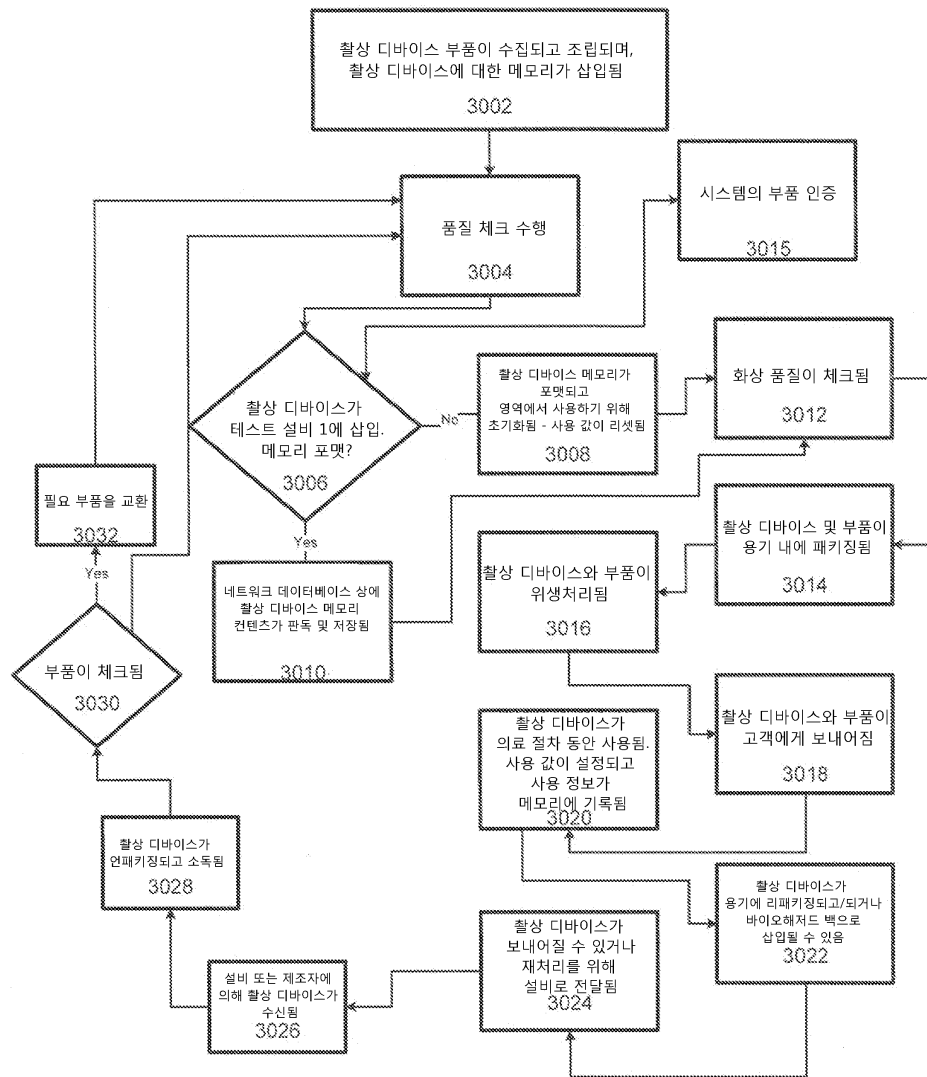 촬상 디바이스 부품이 수집되고 조립되며,
촬상 디바이스에 대한 메모리가 삽입됨
3002
품질 체크 수행
3004
시스템의 부품 인증
3015
촬상 디바이스가
테스트 설비 1에 삽입.
메모리 포맷?
3006
No
촬상 디바이스 메모리가
포맷되고
영역에서 사용하기 위해
초기화됨 - 사용 값이 리셋됨
3008
화상 품질이 체크됨
3012
Yes
네트워크 데이터베이스 상에
촬상 디바이스 메모리
컨텐츠가 판독 및 저장됨
3010
촬상 디바이스 및 부품이
용기 내에 패키징됨
3014
촬상 디바이스와 부품이
위생처리됨
3016
촬상 디바이스와 부품이
고객에게 보내어짐
3018
촬상 디바이스가
의료 절차 동안 사용됨.
사용 값이 설정되고
사용 정보가
메모리에 기록됨
3020
촬상 디바이스가
용기에 리패키징되고/되거나
바이오해저드 백으로
삽입될 수 있음
3022
촬상 디바이스가
보내어질 수 있거나
재처리를 위해
설비로 전달됨
3024
설비 또는 제조자에
의해 촬상 디바이스가
수신됨
3026
촬상 디바이스가
언패키징되고 소독됨
3028
부품이 체크됨
3030
Yes
필요 부품을 교환
3032